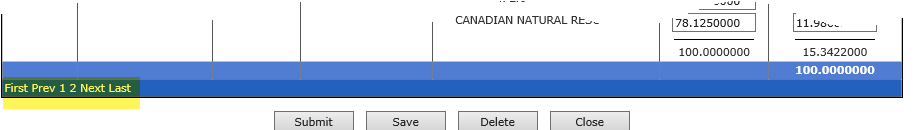 CANADIAN NATURAL 78.1250000
100.0000000 15.3422000
100.0000000
First Prev 1 2 Next Last
Submit Save Delete Close